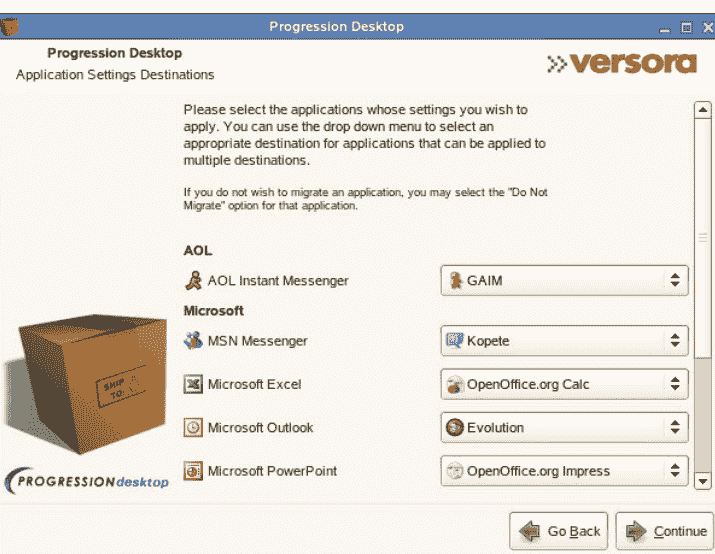 Progression Desktop
Progression Desktop
Application Settings Destinations
versora
Please select the applications whose settings you wish to
apply. You can use the drop down menu to select an
appropriate destination for applications that can be applied to
multiple destinations.
If you do not wish to migrate an application, you may select the "Do Not
Migrate" option for that application.
AOL
AOL Instant Messenger
GAIM
Microsoft
MSN Messenger
Kopete
Microsoft Excel
OpenOffice.org Calc
Microsoft Outlook
Evolution
Microsoft PowerPoint
OpenOffice.org Impress
SHIP
TO:
PROGRESSIONdesktop
Go Back
Continue